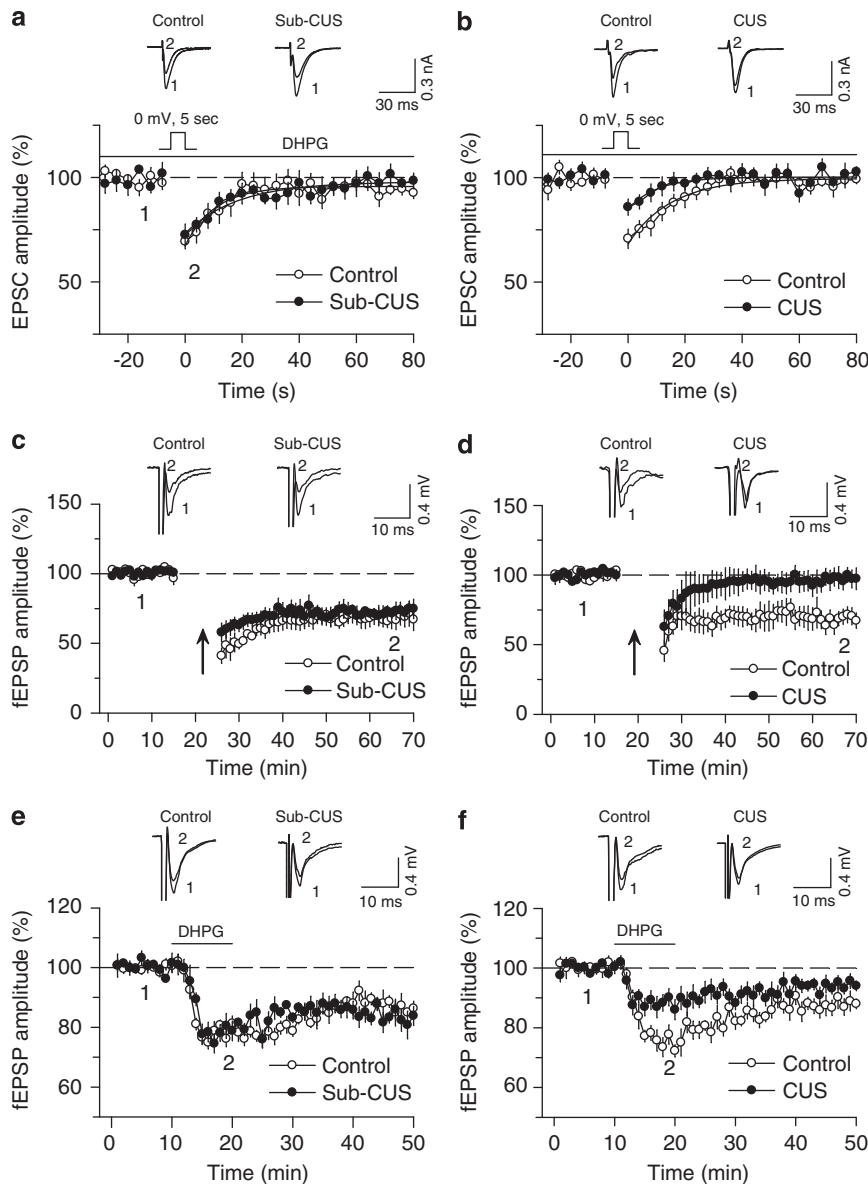 a
Control
Sub-CUS
2
2
1
1
0.3 nA
30 ms
0 mV, 5 sec
DHPG
EPSC amplitude (%)
100
75
50
1
2
Control
Sub-CUS
-20 0 20 40 60 80
Time (s)
b
Control
CUS
2
2
1
1
0.3 nA
30 ms
0 mV, 5 sec
EPSC amplitude (%)
100
75
50
1
2
Control
CUS
-20 0 20 40 60 80
Time (s)
c
Control
Sub-CUS
2
2
1
1
0.4 mV
10 ms
fEPSP amplitude (%)
150
100
50
0
1
2
Control
Sub-CUS
0 10 20 30 40 50 60 70
Time (min)
d
Control
CUS
2
2
1
1
0.4 mV
10 ms
fEPSP amplitude (%)
150
100
50
0
1
2
Control
CUS
0 10 20 30 40 50 60 70
Time (min)
e
Control
Sub-CUS
2
2
1
1
0.4 mV
10 ms
fEPSP amplitude (%)
120
100
80
60
DHPG
1
2
Control
Sub-CUS
0 10 20 30 40 50
Time (min)
f
Control
CUS
2
2
1
1
0.4 mV
10 ms
fEPSP amplitude (%)
120
100
80
60
DHPG
1
2
Control
CUS
0 10 20 30 40 50
Time (min)